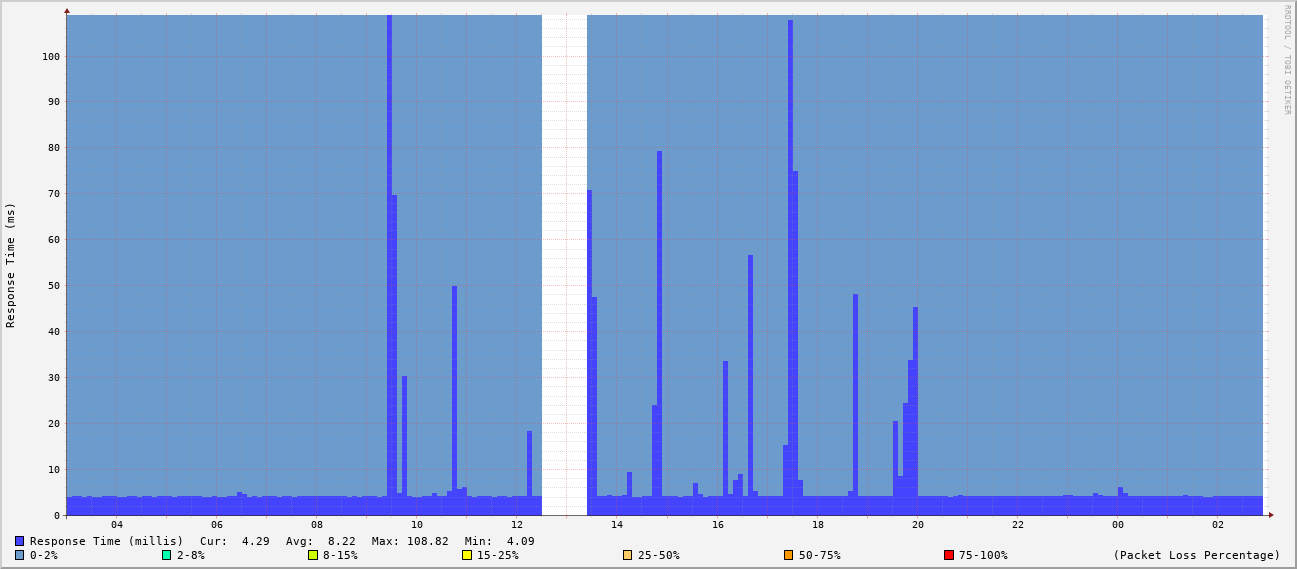 RRDTOOL / TOBI OETIKER
Response Time (ms)
100
90
80
70
60
50
40
30
20
10
0
04 06 08 10 12 14 16 18 20 22 00 02
Response Time (millis) Cur: 4.29 Avg: 8.22 Max: 108.82 Min: 4.09
0-2% 2-8% 8-15% 15-25% 25-50% 50-75% 75-100% (Packet Loss Percentage)